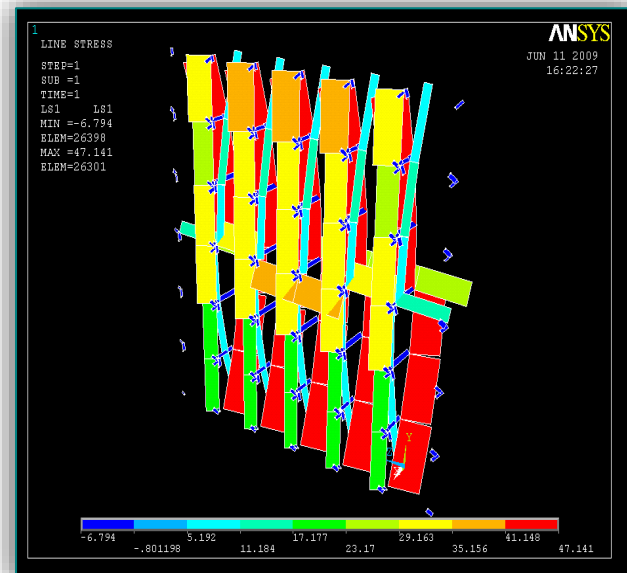 1
ANSYS
LINE STRESS
JUN 11 2009
16:22:27
STEP=1
SUB =1
TIME=1
LS1 LS1
MIN =-6.794
ELEM=26398
MAX =47.141
ELEM=26301
Y
-6.794 5.192 17.177 29.163 41.148
-.801198 11.184 23.17 35.156 47.141